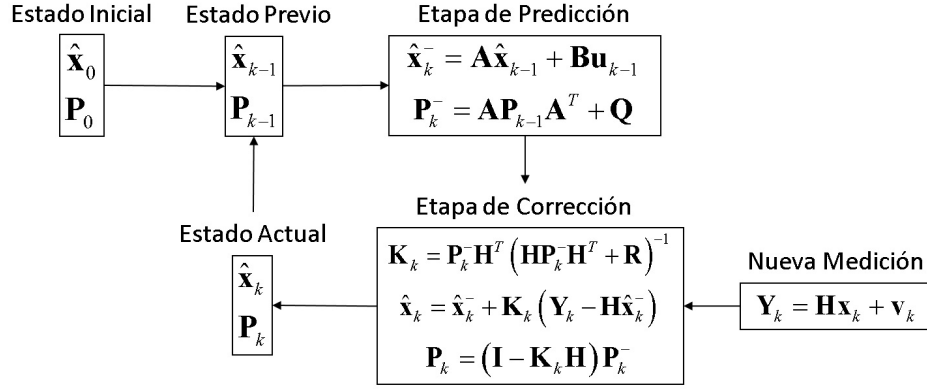 Estado Inicial
x̂₀
P₀
Estado Previo
x̂ₖ₋₁
Pₖ₋₁
Etapa de Predicción
x̂ₖ⁻ = Ax̂ₖ₋₁ + Buₖ₋₁
Pₖ⁻ = APₖ₋₁Aᵀ + Q
Etapa de Corrección
Kₖ = Pₖ⁻Hᵀ(HPₖ⁻Hᵀ + R)⁻¹
x̂ₖ = x̂ₖ⁻ + Kₖ(Yₖ − Hx̂ₖ⁻)
Pₖ = (I − KₖH)Pₖ⁻
Nueva Medición
Yₖ = Hxₖ + vₖ
Estado Actual
x̂ₖ
Pₖ